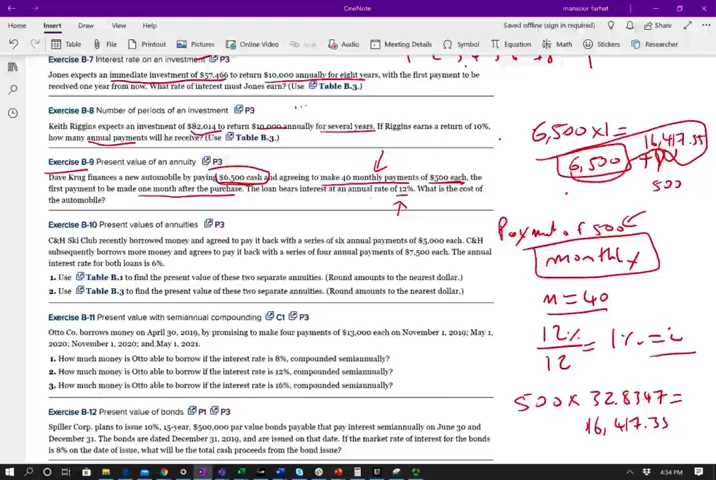 OneNote
mansour farhat
Home Insert Draw View Help
Saved offline (sign in required) Share
Table File Printout Pictures Online Video Link Audio Meeting Details Symbol Equation Math Stickers Researcher
Exercise B-7 Interest rate on an investment P3
Jones expects an immediate investment of $57,466 to return $10,000 annually for eight years, with the first payment to be
received one year from now. What rate of interest must Jones earn? (Use Table B.3.)
Exercise B-8 Number of periods of an investment P3
Keith Riggins expects an investment of $82,014 to return $10,000 annually for several years. If Riggins earns a return of 10%,
how many annual payments will he receive? (Use Table B.3.)
Exercise B-9 Present value of an annuity P3
Dave Krug finances a new automobile by paying $6,500 cash and agreeing to make 40 monthly payments of $500 each, the
first payment to be made one month after the purchase. The loan bears interest at an annual rate of 12%. What is the cost of
the automobile?
Exercise B-10 Present values of annuities P3
C&H Ski Club recently borrowed money and agreed to pay it back with a series of six annual payments of $5,000 each. C&H
subsequently borrows more money and agrees to pay it back with a series of four annual payments of $7,500 each. The annual
interest rate for both loans is 6%.
1. Use Table B.1 to find the present value of these two separate annuities. (Round amounts to the nearest dollar.)
2. Use Table B.3 to find the present value of these two separate annuities. (Round amounts to the nearest dollar.)
Exercise B-11 Present value with semiannual compounding C1 P3
Otto Co. borrows money on April 30, 2019, by promising to make four payments of $13,000 each on November 1, 2019; May 1,
2020; November 1, 2020; and May 1, 2021.
1. How much money is Otto able to borrow if the interest rate is 8%, compounded semiannually?
2. How much money is Otto able to borrow if the interest rate is 12%, compounded semiannually?
3. How much money is Otto able to borrow if the interest rate is 16%, compounded semiannually?
Exercise B-12 Present value of bonds P1 P3
Spiller Corp. plans to issue 10%, 15-year, $500,000 par value bonds payable that pay interest semiannually on June 30 and
December 31. The bonds are dated December 31, 2019, and are issued on that date. If the market rate of interest for the bonds
is 8% on the date of issue, what will be the total cash proceeds from the bond issue?
6,500 x 1 =
16,417.35
6,500 +
500
Payment of 500
monthly
n = 40
12% = 1% = i
12
500 x 32.8347 =
16,417.35
4:34 PM